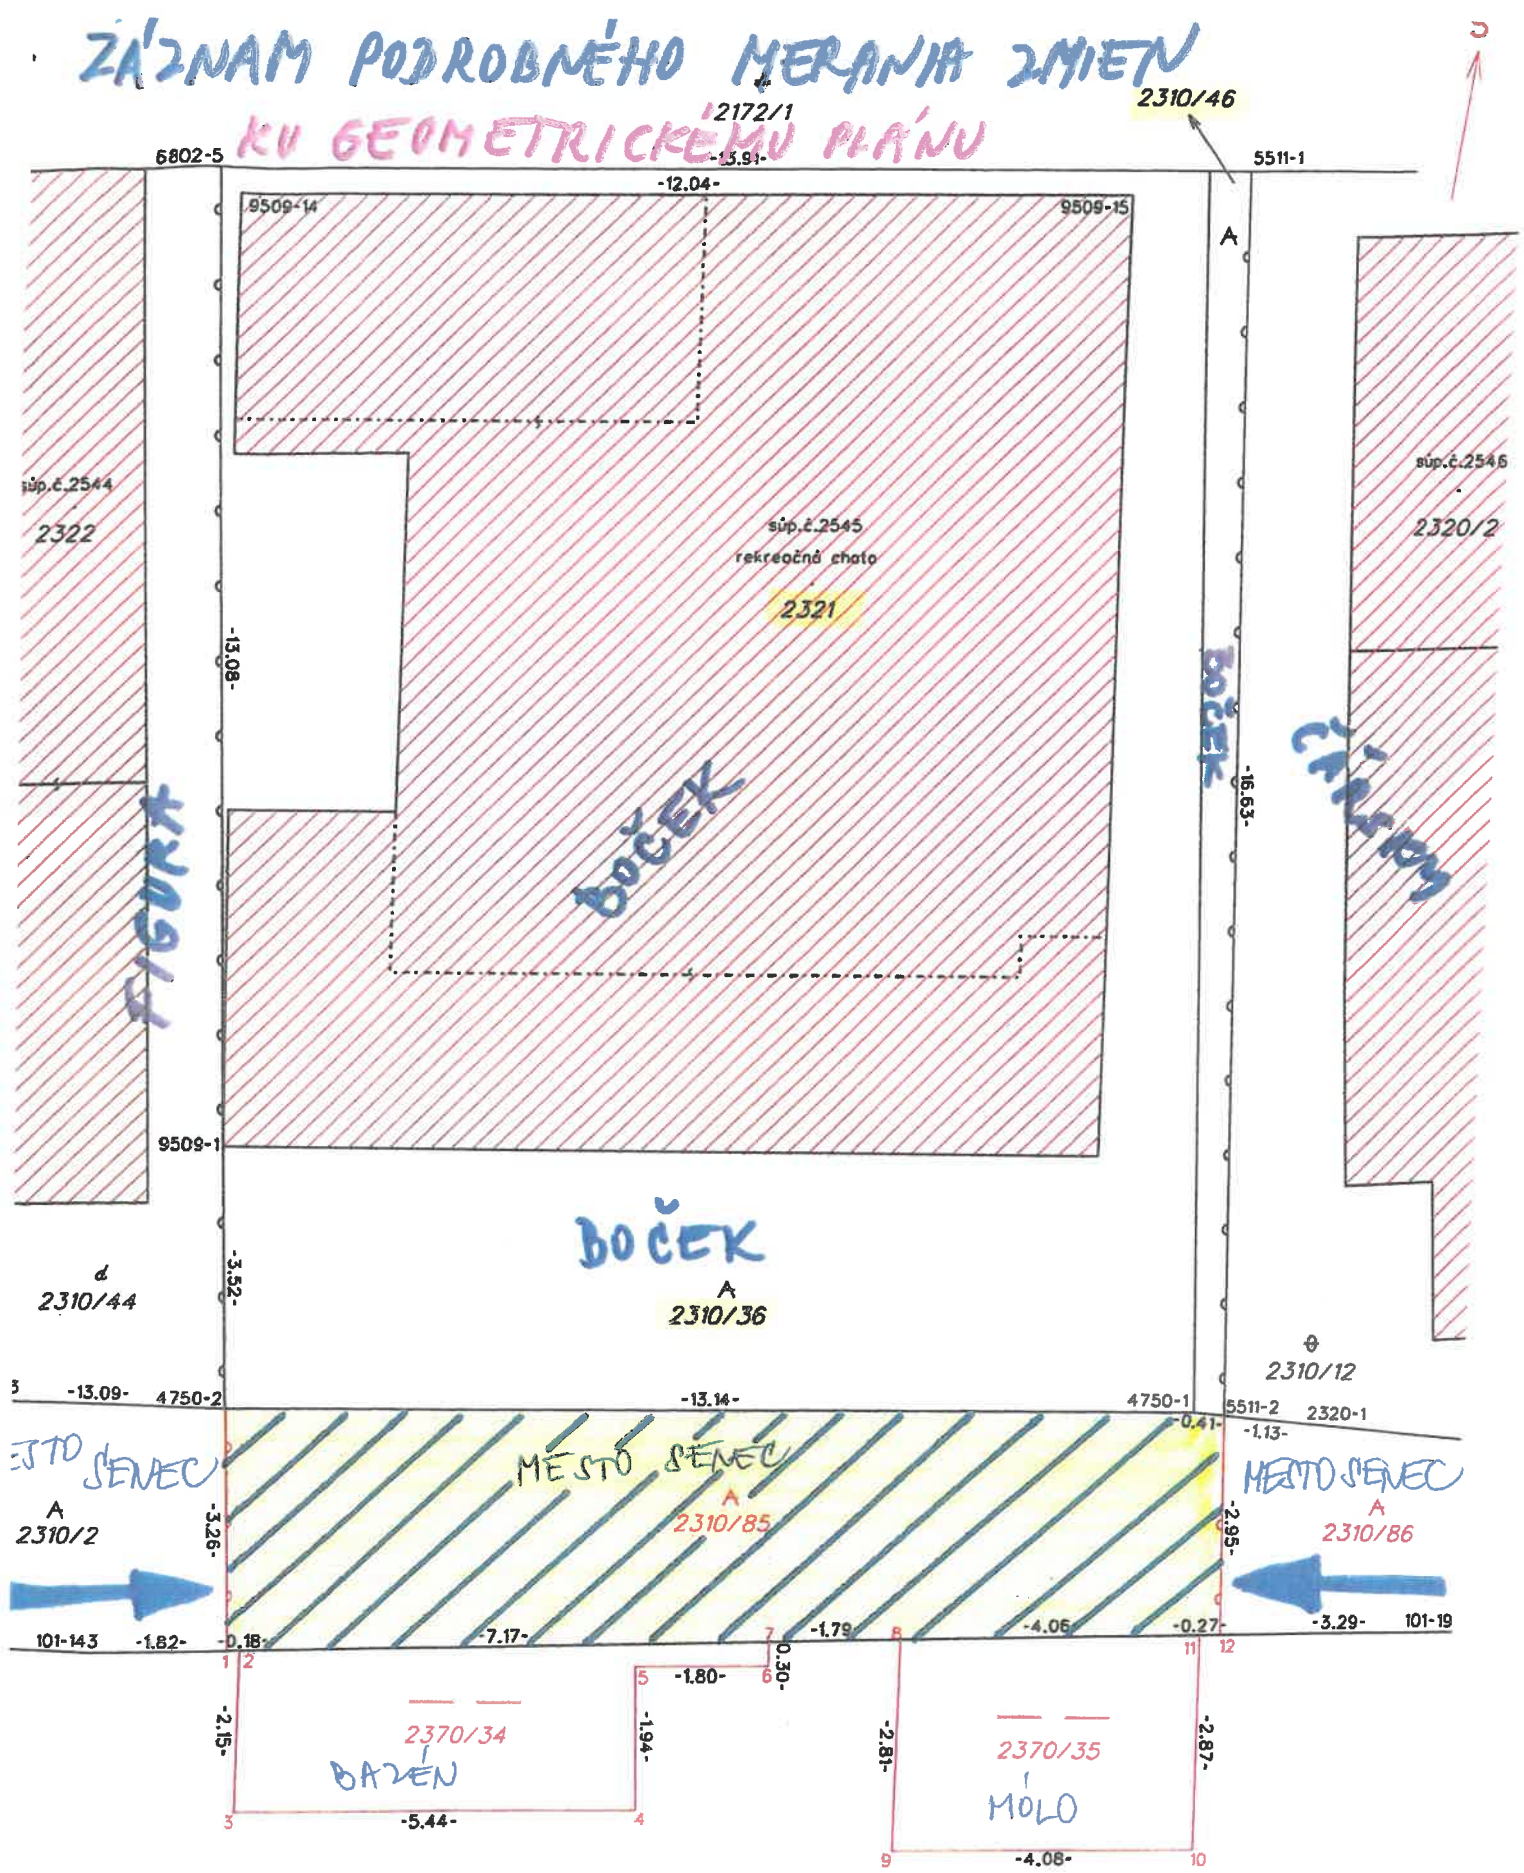 ZÁZNAM PODROBNÉHO MERANIA ZMIEN
KU GEOMETRICKÉMU PLÁNU
2172/1
2310/46
6802-5
-13.91-
5511-1
-12.04-
9509-14
9509-15
A
súp.č.2544
2322
súp.č.2545
rekreačná chata
2321
súp.č.2546
2320/2
-13.08-
BOČEK
BOČEK
-16.63-
FIGURA
9509-1
BOČEK
A
2310/36
d
2310/44
-3.52-
2310/12
-13.09-
4750-2
-13.14-
4750-1
5511-2
2320-1
-0.41-
-1.13-
ESTO SENEC
MESTO SENEC
MESTO SENEC
A
2310/2
-3.26-
A
2310/85
-2.95-
A
2310/86
101-143
-1.82-
-0.18-
-7.17-
7
-1.79-
8
-4.06-
-0.27-
-3.29-
101-19
1
2
5
-1.80-
6
0.30-
11
12
-2.15-
2370/34
BAZÉN
-1.94-
-2.81-
2370/35
MÓLO
-2.87-
3
-5.44-
4
9
-4.08-
10